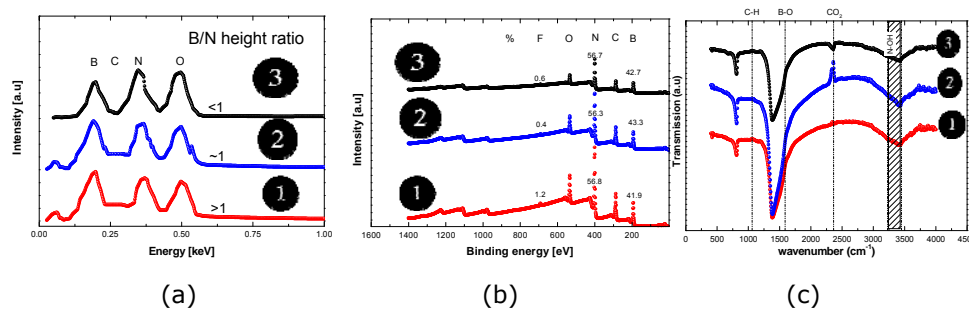 B/N height ratio
B C N O
3
<1
2
~1
1
>1
Intensity [a.u]
0.00 0.25 0.50 0.75 1.00
Energy [keV]
(a)
% F O N C B
3
0.6 56.7 42.7
2
0.4 56.3 43.3
1
1.2 56.8 41.9
Intensity [a.u]
1600 1400 1200 1000 800 600 400 200
Binding energy [eV]
(b)
C-H B-O CO2
N-OH
3
2
1
Transmission [a.u]
0 500 1000 1500 2000 2500 3000 3500 4000 450
wavenumber (cm-1)
(c)